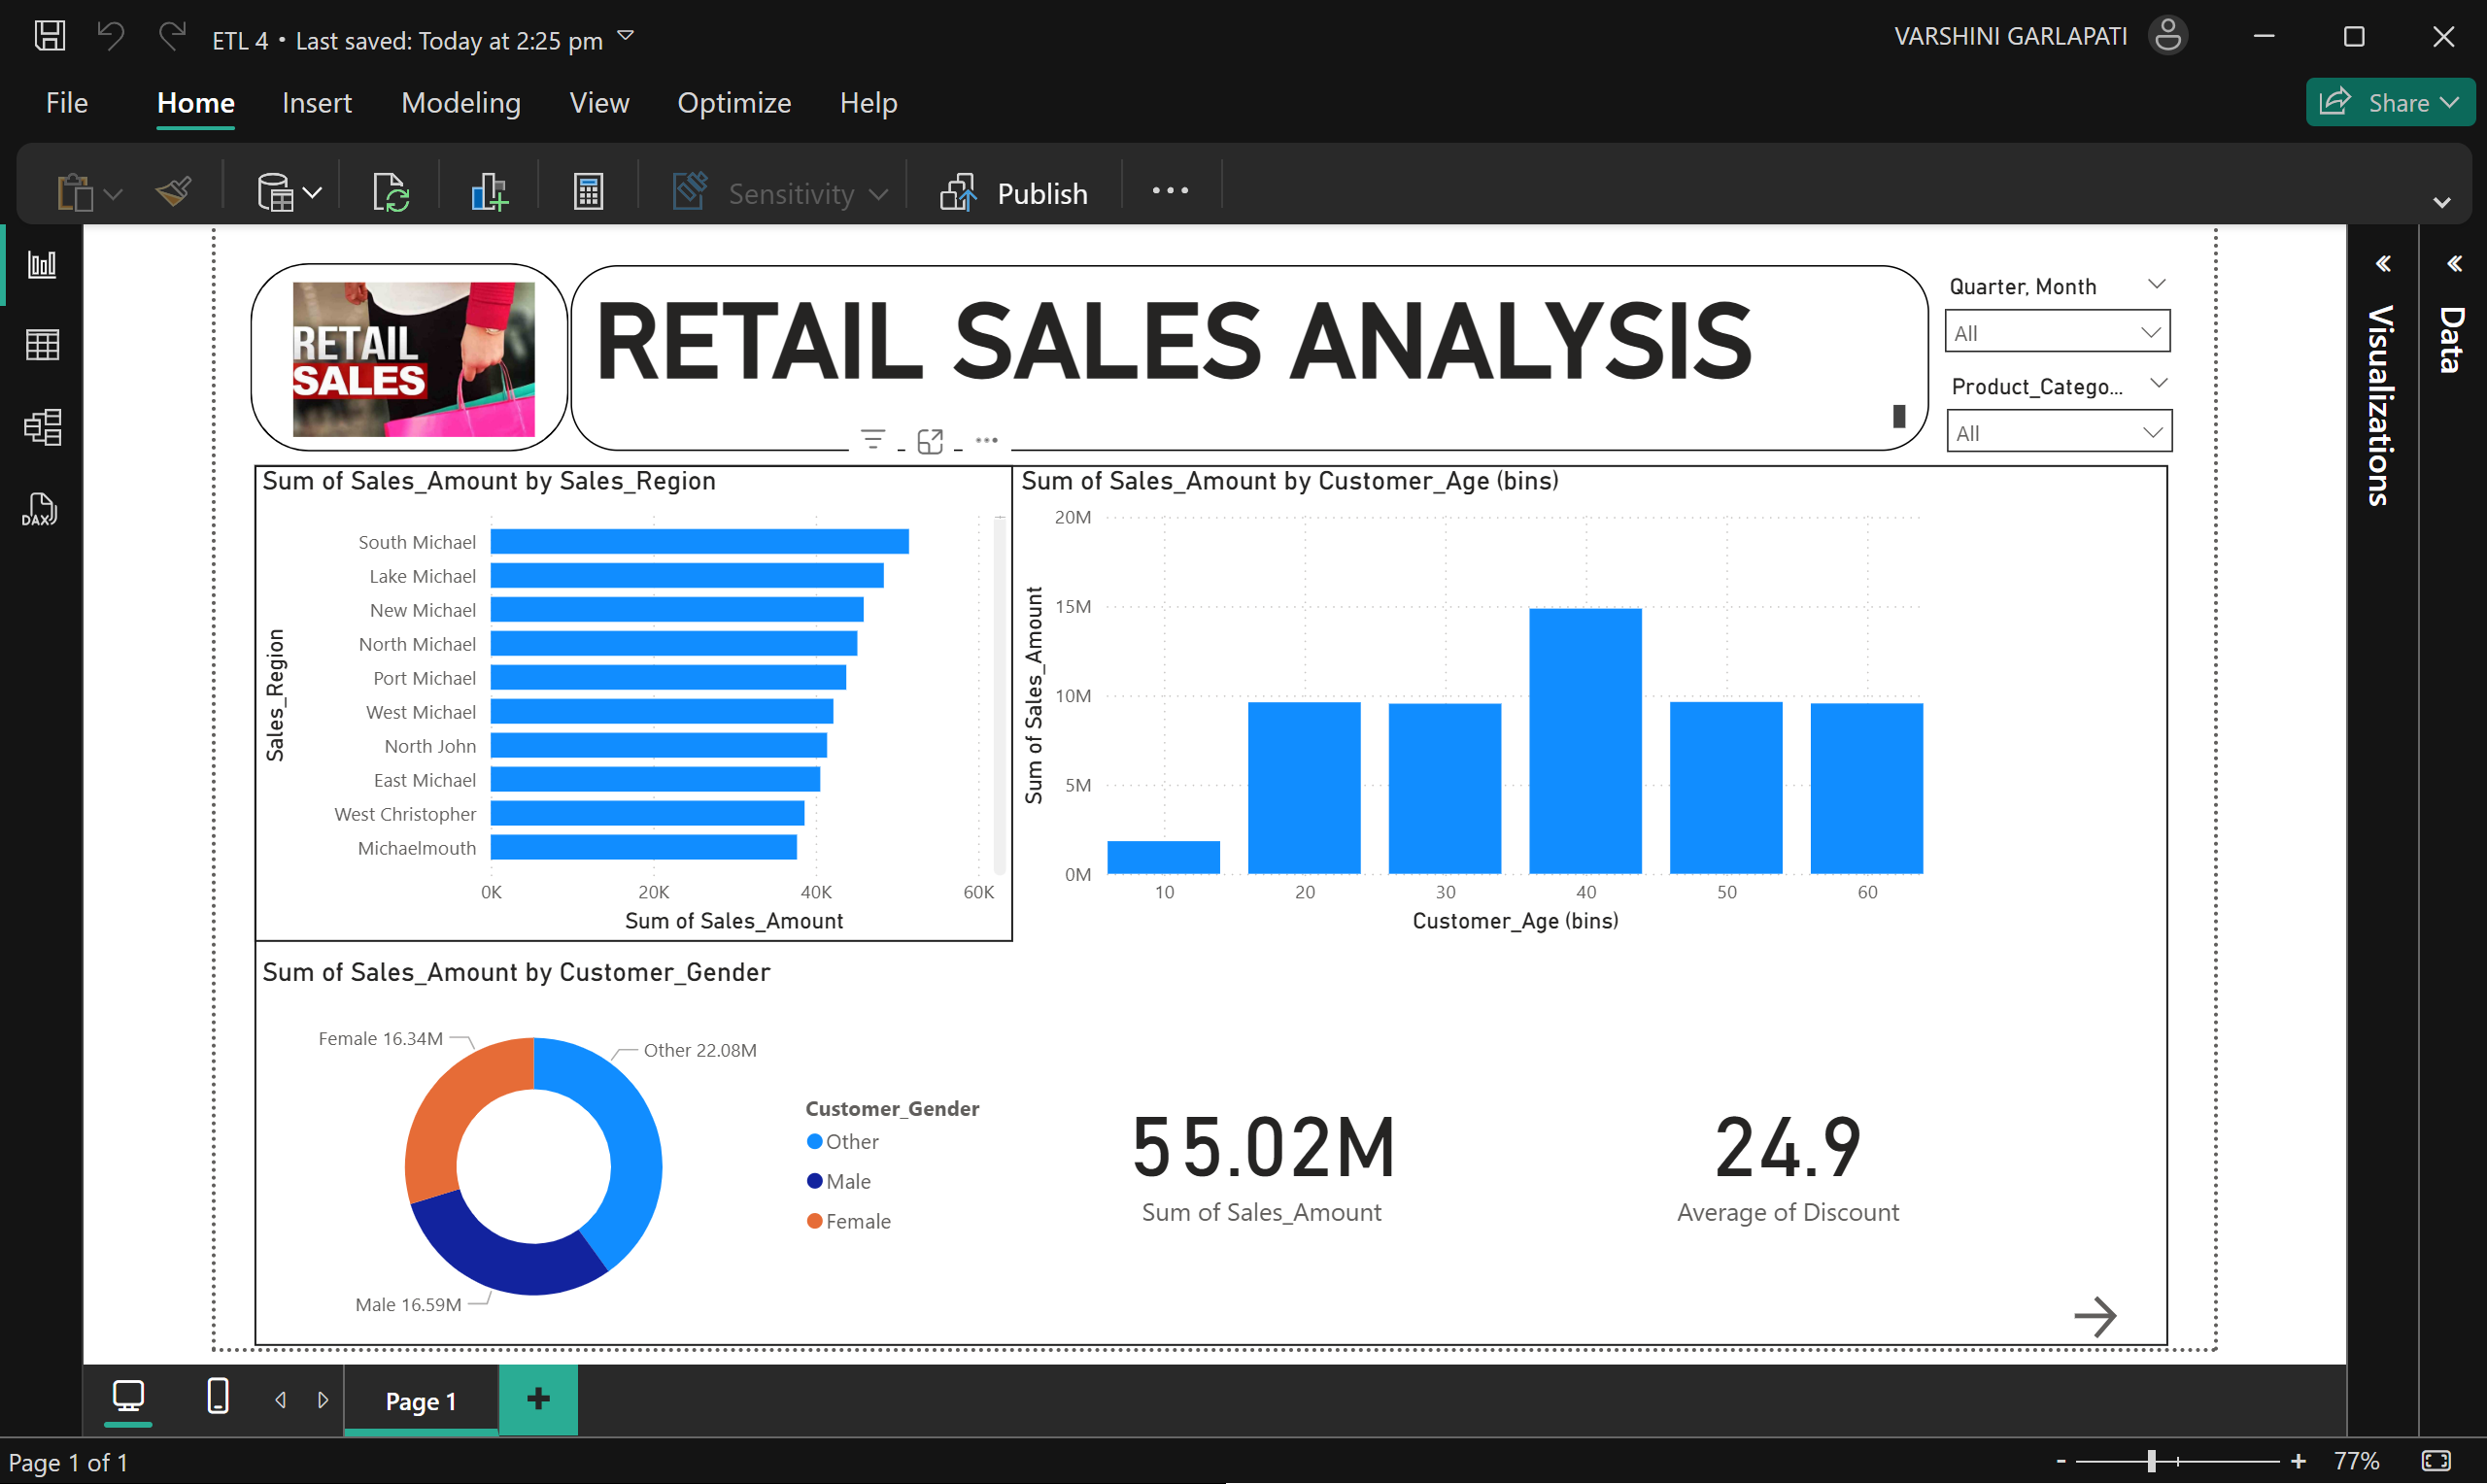 ETL 4 • Last saved: Today at 2:25 pm
VARSHINI GARLAPATI
File Home Insert Modeling View Optimize Help
Share
Sensitivity
Publish
DAX
RETAIL
SALES
RETAIL SALES ANALYSIS
Quarter, Month
All
Product_Catego...
All
Visualizations
Data
Sum of Sales_Amount by Sales_Region
Sales_Region
South Michael
Lake Michael
New Michael
North Michael
Port Michael
West Michael
North John
East Michael
West Christopher
Michaelmouth
0K 20K 40K 60K
Sum of Sales_Amount
Sum of Sales_Amount by Customer_Age (bins)
Sum of Sales_Amount
20M
15M
10M
5M
0M
10 20 30 40 50 60
Customer_Age (bins)
Sum of Sales_Amount by Customer_Gender
Female 16.34M
Other 22.08M
Male 16.59M
Customer_Gender
Other
Male
Female
55.02M
Sum of Sales_Amount
24.9
Average of Discount
Page 1
+
Page 1 of 1
- + 77%